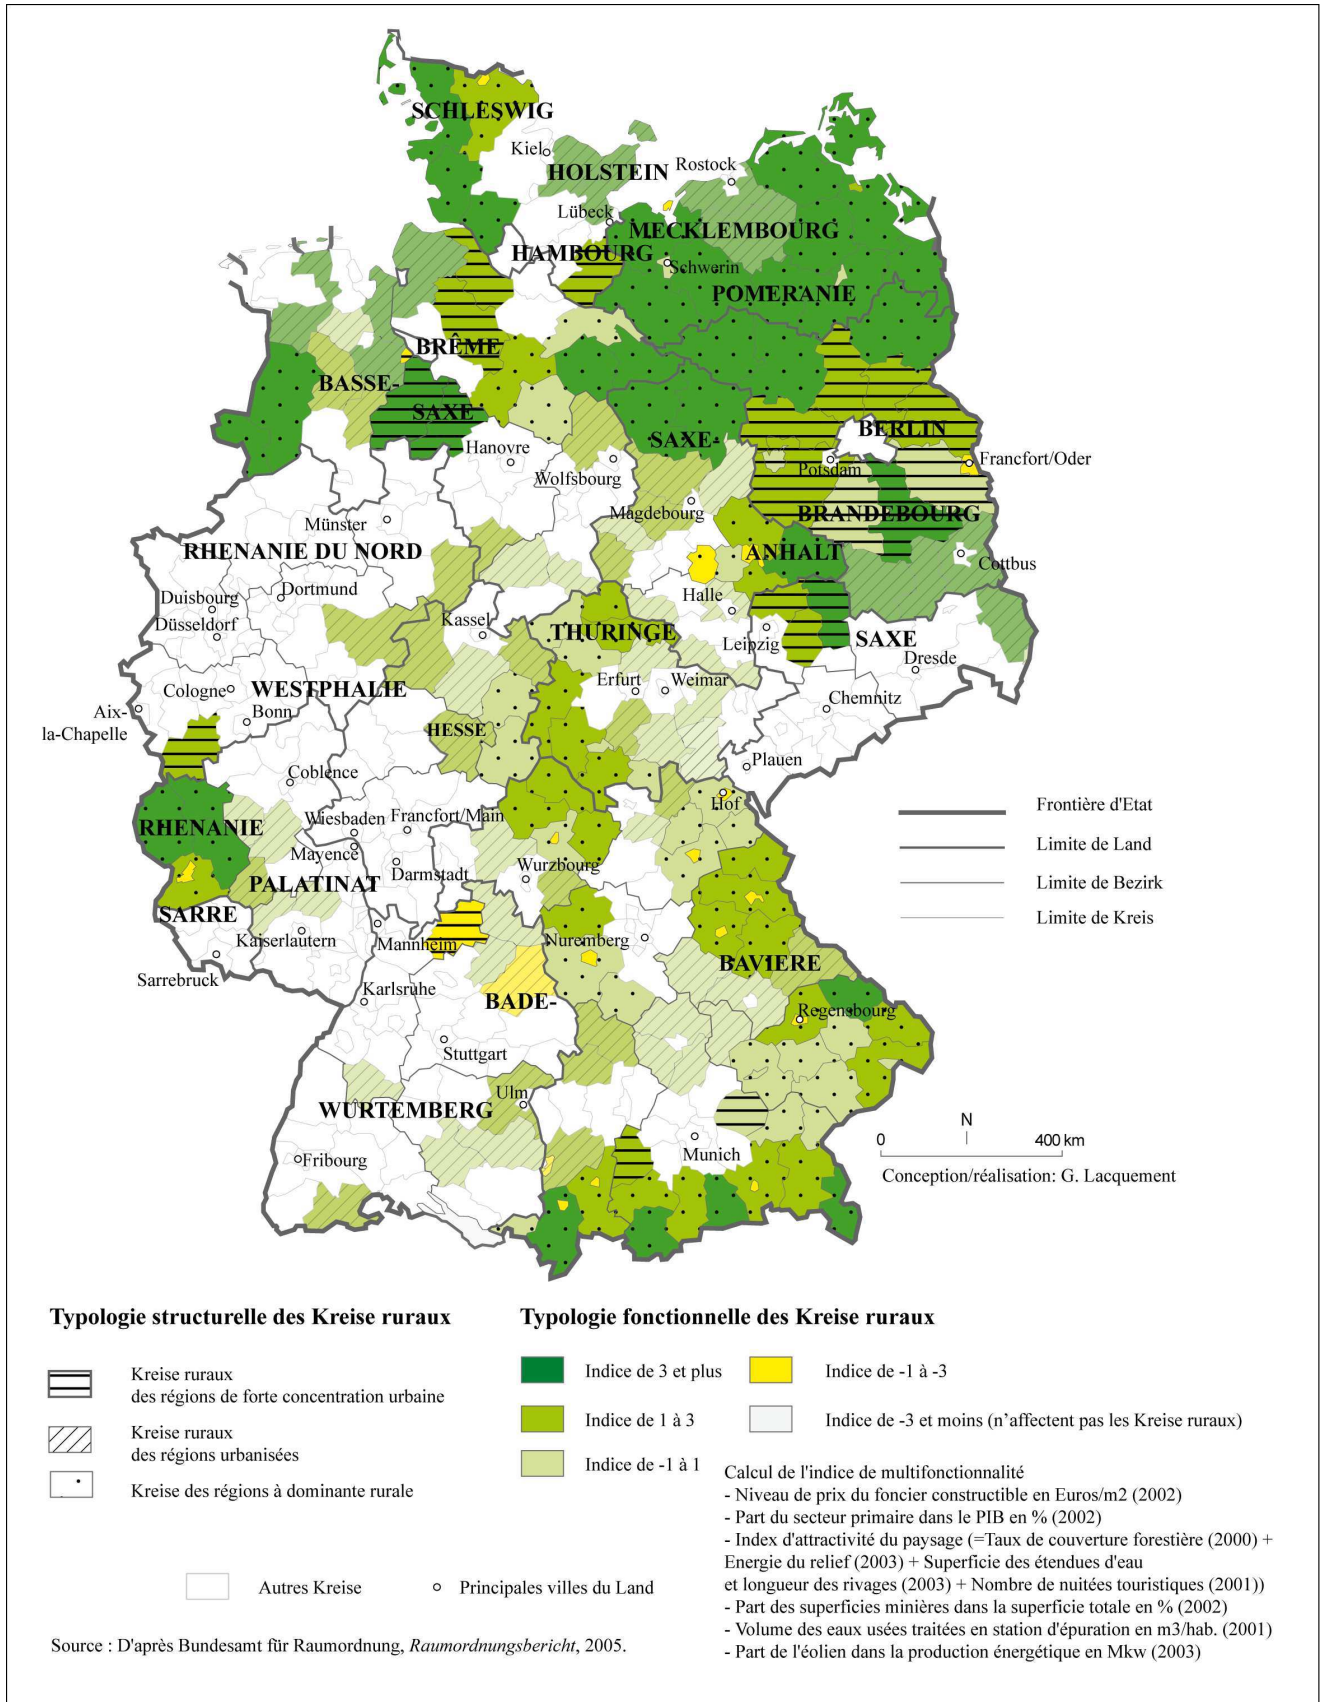 SCHLESWIG
Kiel
HOLSTEIN
Rostock
Lübeck
MECKLEMBOURG
HAMBOURG
Schwerin
POMERANIE
BRÊME
BASSE-
SAXE
BERLIN
SAXE-
Hanovre
Potsdam
Francfort/Oder
Wolfsbourg
Magdebourg
BRANDEBOURG
Münster
RHENANIE DU NORD
ANHALT
Cottbus
Dortmund
Duisbourg
Halle
Düsseldorf
Kassel
THURINGE
Leipzig
SAXE
Dresde
Cologne
WESTPHALIE
Erfurt
Weimar
Chemnitz
Aix-
la-Chapelle
Bonn
HESSE
Plauen
Coblence
Hof
Frontière d'Etat
Wiesbaden
Francfort/Main
RHENANIE
Limite de Land
Mayence
Darmstadt
Wurzbourg
PALATINAT
Limite de Bezirk
SARRE
Limite de Kreis
Kaiserlautern
Mannheim
Nuremberg
BAVIERE
Sarrebruck
Karlsruhe
BADE-
Regensbourg
Stuttgart
Ulm
WURTEMBERG
N
0
400 km
Fribourg
Munich
Conception/réalisation: G. Lacquement
Typologie structurelle des Kreise ruraux
Kreise ruraux
des régions de forte concentration urbaine
Kreise ruraux
des régions urbanisées
Kreise des régions à dominante rurale
Autres Kreise
Principales villes du Land
Typologie fonctionnelle des Kreise ruraux
Indice de 3 et plus
Indice de 1 à 3
Indice de -1 à 1
Indice de -1 à -3
Indice de -3 et moins (n’affectent pas les Kreise ruraux)
Calcul de l'indice de multifonctionnalité
- Niveau de prix du foncier constructible en Euros/m2 (2002)
- Part du secteur primaire dans le PIB en % (2002)
- Index d'attractivité du paysage (=Taux de couverture forestière (2000) +
Energie du relief (2003) + Superficie des étendues d'eau
et longueur des rivages (2003) + Nombre de nuitées touristiques (2001))
- Part des superficies minières dans la superficie totale en % (2002)
- Volume des eaux usées traitées en station d'épuration en m3/hab. (2001)
- Part de l'éolien dans la production énergétique en Mkw (2003)
Source : D'après Bundesamt für Raumordnung, Raumordnungsbericht, 2005.